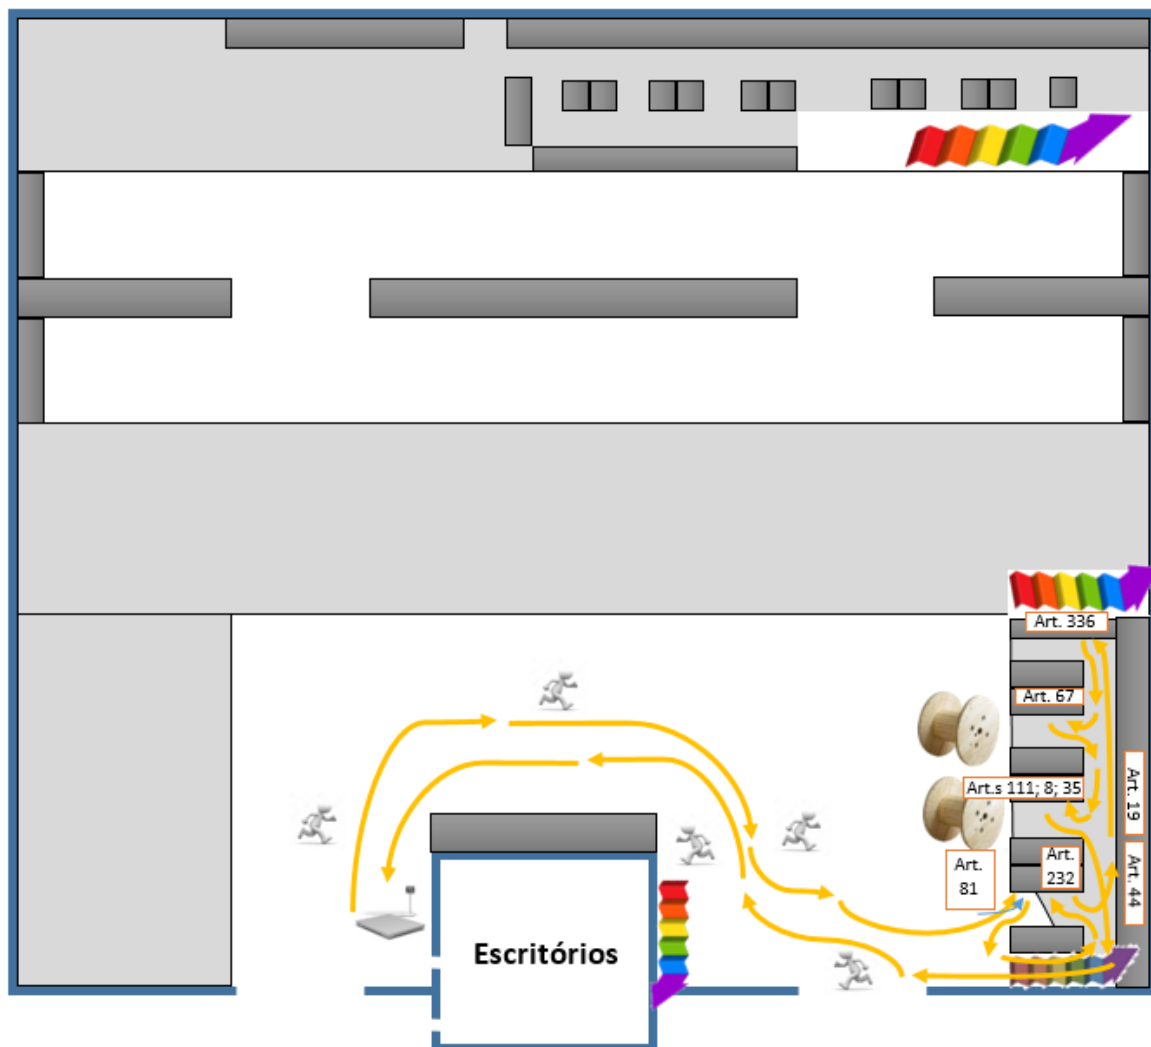 Art. 336
Art. 67
Art.s 111; 8; 35
Art. 19
Art.
81
Art.
232
Art. 44
Escritórios